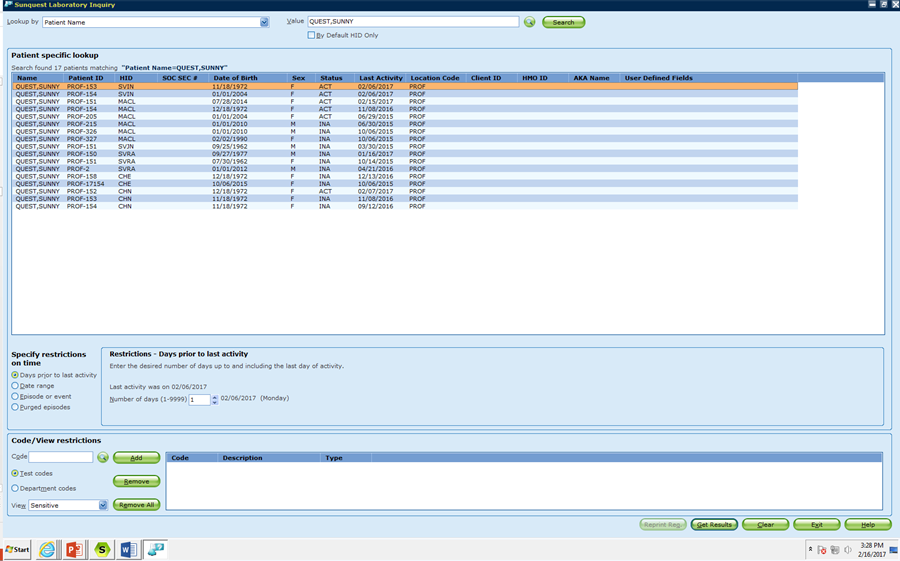 Sunquest Laboratory Inquiry
Lookup by Patient Name Value QUEST,SUNNY Search
By Default HID Only
Patient specific lookup
Search found 17 patients matching "Patient Name=QUEST,SUNNY"
Name Patient ID HID SOC SEC # Date of Birth Sex Status Last Activity Location Code Client ID HMO ID AKA Name User Defined Fields
QUEST,SUNNY PROF-153 SVIN 11/18/1972 F ACT 02/06/2017 PROF
QUEST,SUNNY PROF-154 SVIN 01/01/2004 F ACT 02/06/2017 PROF
QUEST,SUNNY PROF-151 MACL 07/28/2014 F ACT 02/15/2017 PROF
QUEST,SUNNY PROF-154 MACL 12/18/1972 F ACT 11/08/2016 PROF
QUEST,SUNNY PROF-205 MACL 01/01/2004 F ACT 06/29/2015 PROF
QUEST,SUNNY PROF-215 MACL 01/01/2010 M INA 06/30/2015 PROF
QUEST,SUNNY PROF-326 MACL 01/01/2010 M INA 10/06/2015 PROF
QUEST,SUNNY PROF-327 MACL 02/02/1990 F INA 10/06/2015 PROF
QUEST,SUNNY PROF-151 SVJN 09/25/1962 M INA 03/30/2015 PROF
QUEST,SUNNY PROF-150 SVRA 09/27/1977 M INA 01/16/2017 PROF
QUEST,SUNNY PROF-151 SVRA 07/30/1962 F INA 10/14/2015 PROF
QUEST,SUNNY PROF-2 SVRA 01/01/2012 M INA 04/21/2016 PROF
QUEST,SUNNY PROF-158 CHE 12/18/1972 F INA 12/13/2016 PROF
QUEST,SUNNY PROF-17154 CHE 10/06/2015 F INA 10/06/2015 PROF
QUEST,SUNNY PROF-152 CHN 12/18/1972 F ACT 02/07/2017 PROF
QUEST,SUNNY PROF-153 CHN 11/18/1972 F INA 11/08/2016 PROF
QUEST,SUNNY PROF-154 CHN 11/18/1972 F INA 09/12/2016 PROF
Specify restrictions on time
Days prior to last activity
Date range
Episode or event
Purged episodes
Restrictions - Days prior to last activity
Enter the desired number of days up to and including the last day of activity.
Last activity was on 02/06/2017
Number of days (1-9999) 1 02/06/2017 (Monday)
Code/View restrictions
Code Add
Test codes
Department codes
Remove
View Sensitive Remove All
Code Description Type
Reprint Reg. Get Results Clear Exit Help
Start 3:28 PM
2/16/2017